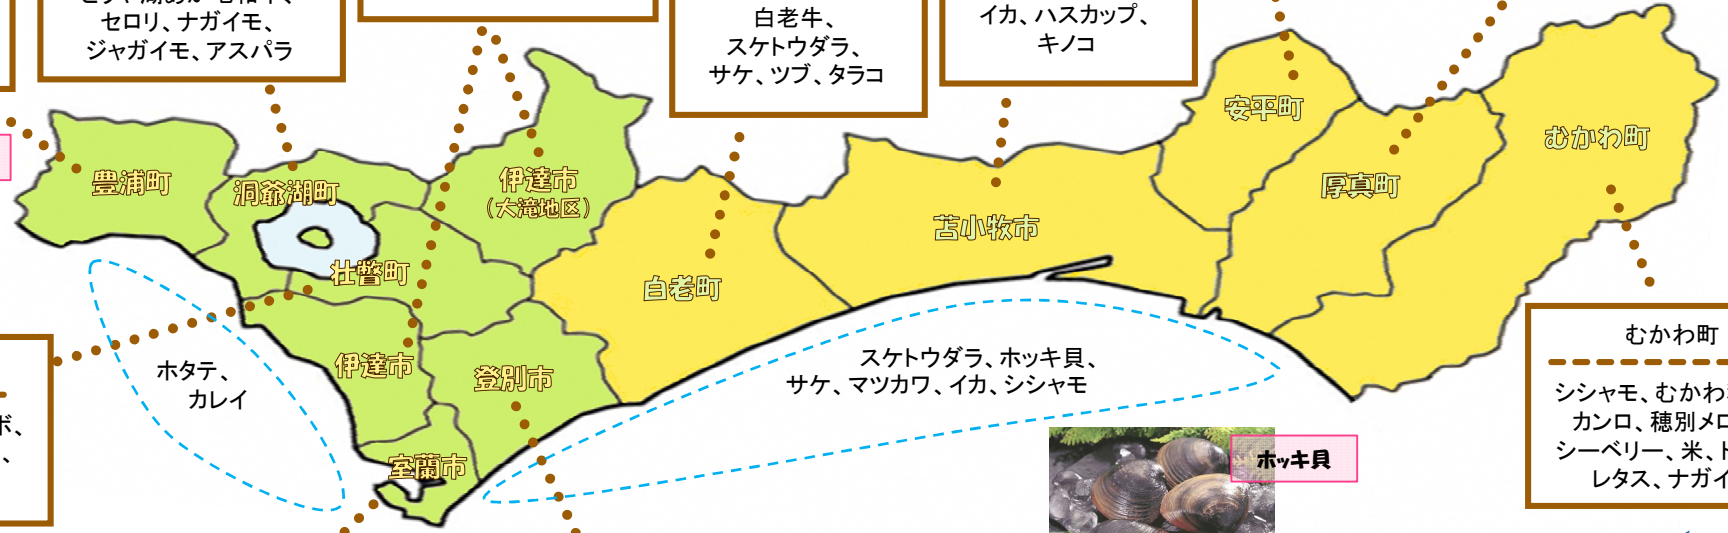 セロリ、ナガイモ、
ジャガイモ、アスパラ
白老牛、
スケトウダラ、
サケ、ツブ、タラコ
イカ、ハスカップ、
キノコ
豊浦町
洞爺湖町
伊達市
(大滝地区)
壮瞥町
伊達市
登別市
室蘭市
白老町
苫小牧市
安平町
厚真町
むかわ町
ホタテ、
カレイ
スケトウダラ、ホッキ貝、
サケ、マツカワ、イカ、シシャモ
ホッキ貝
むかわ町
シシャモ、むかわ
カンロ、穂別メロ
シーベリー、米、ト
レタス、ナガイ
ボ、
、